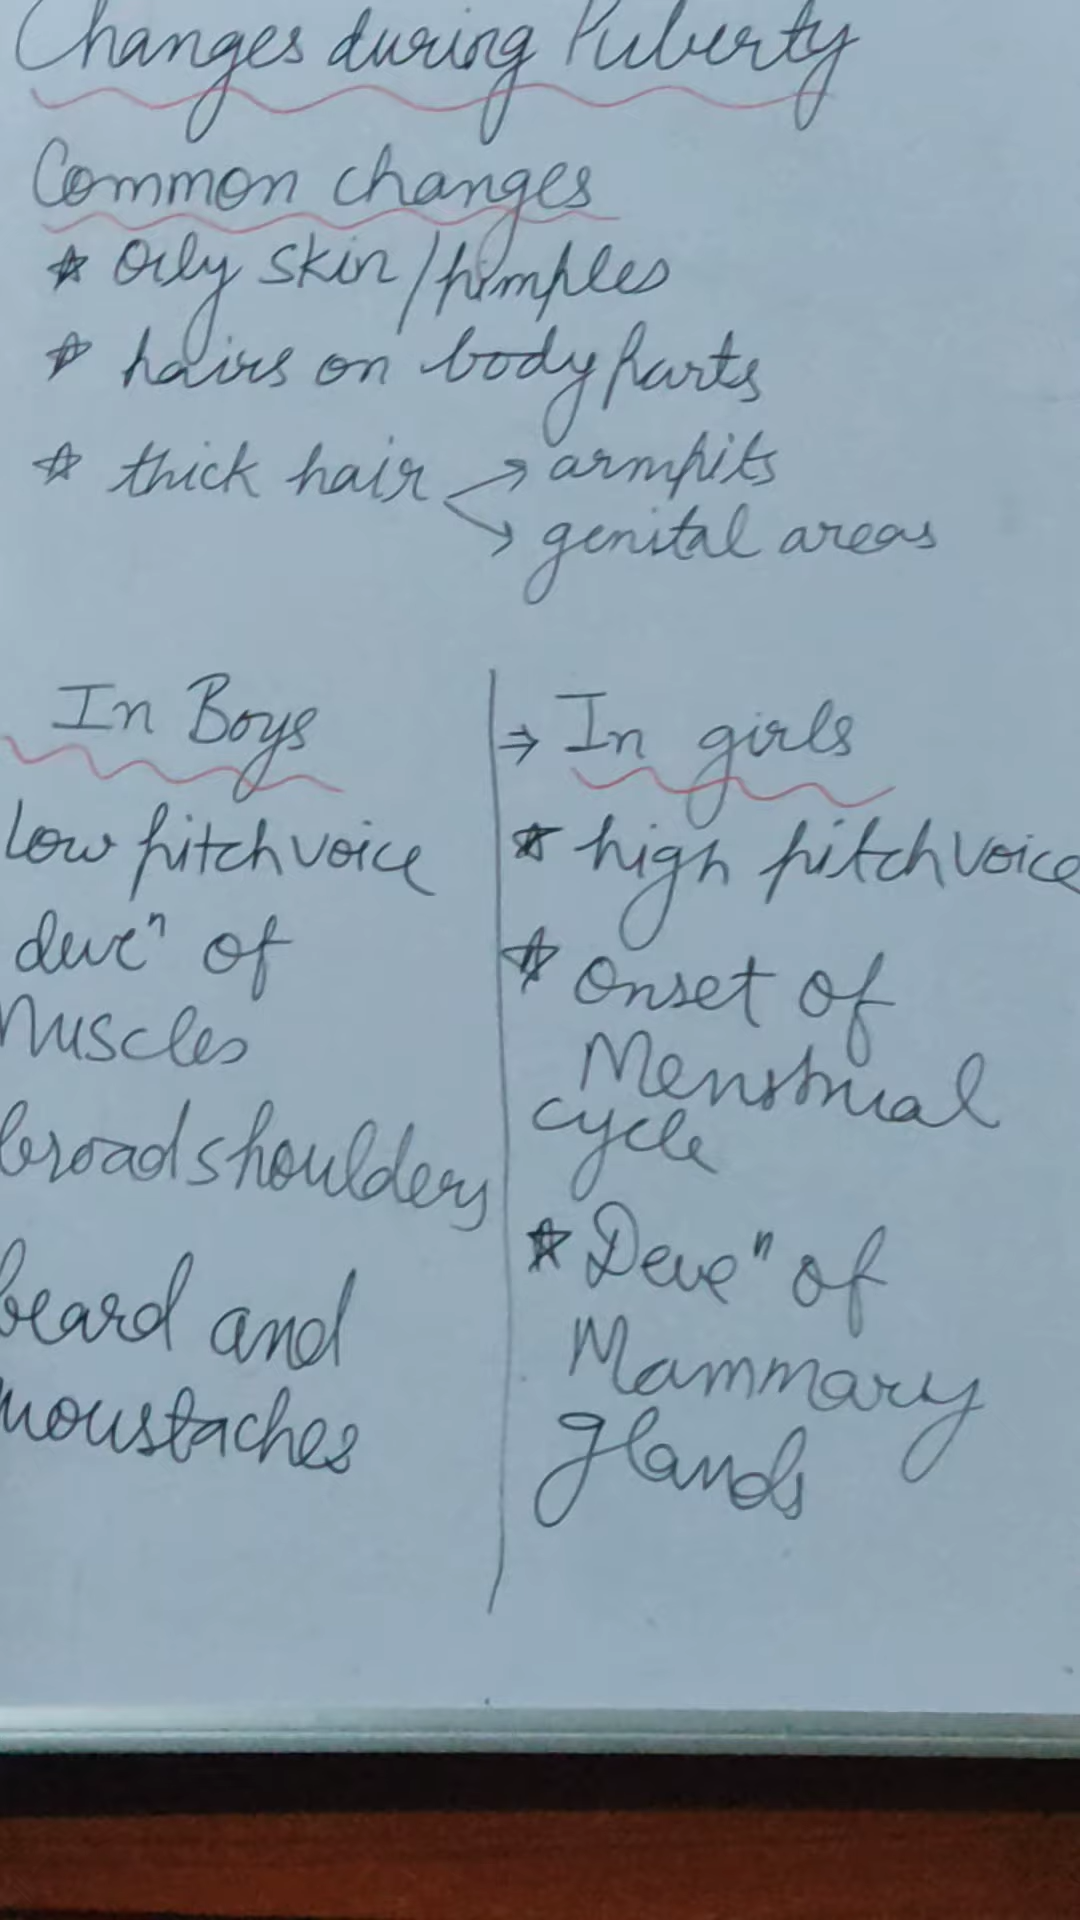 Changes during Puberty
Common changes
☆ Oily skin/pimples
☆ hairs on body parts
☆ thick hair → armpits
→ genital areas
In Boys
low pitch voice
deveⁿ of
Muscles
broad shoulders
beard and
moustaches
⇒ In girls
☆ high pitch voice
☆ Onset of
Menstrual
cycle
☆ Deveⁿ of
Mammary
glands